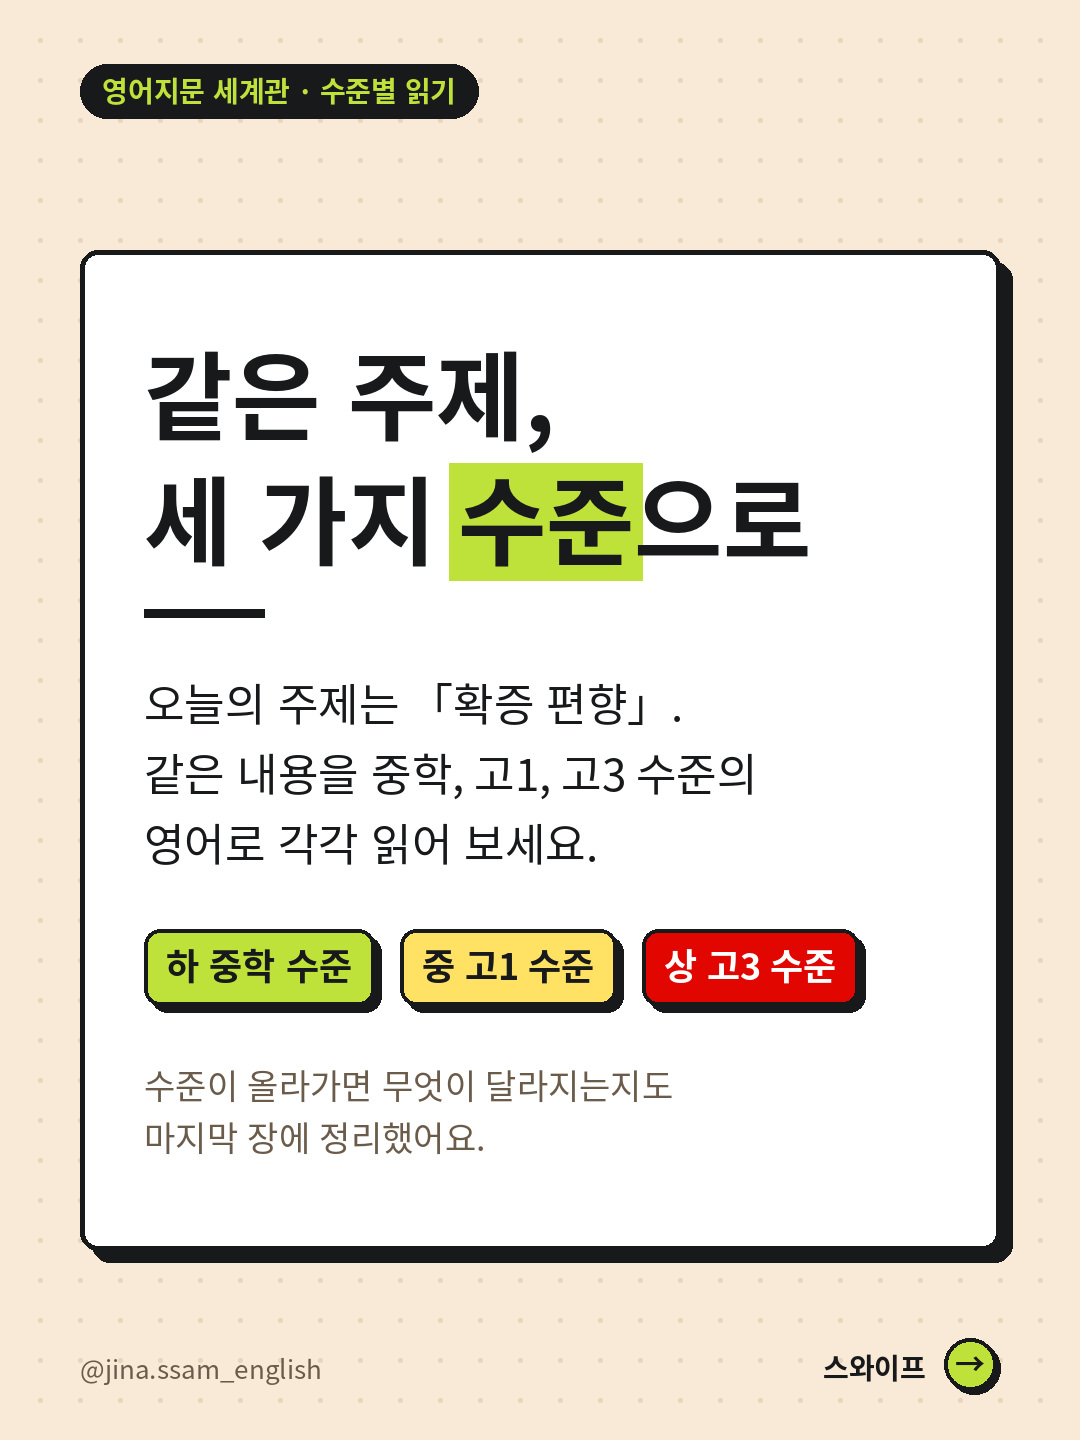 영어지문 세계관 · 수준별 읽기
같은 주제,
세 가지 수준으로
오늘의 주제는 「확증 편향」.
같은 내용을 중학, 고1, 고3 수준의
영어로 각각 읽어 보세요.
하 중학 수준
중 고1 수준
상 고3 수준
수준이 올라가면 무엇이 달라지는지도
마지막 장에 정리했어요.
@jina.ssam_english
스와이프 →